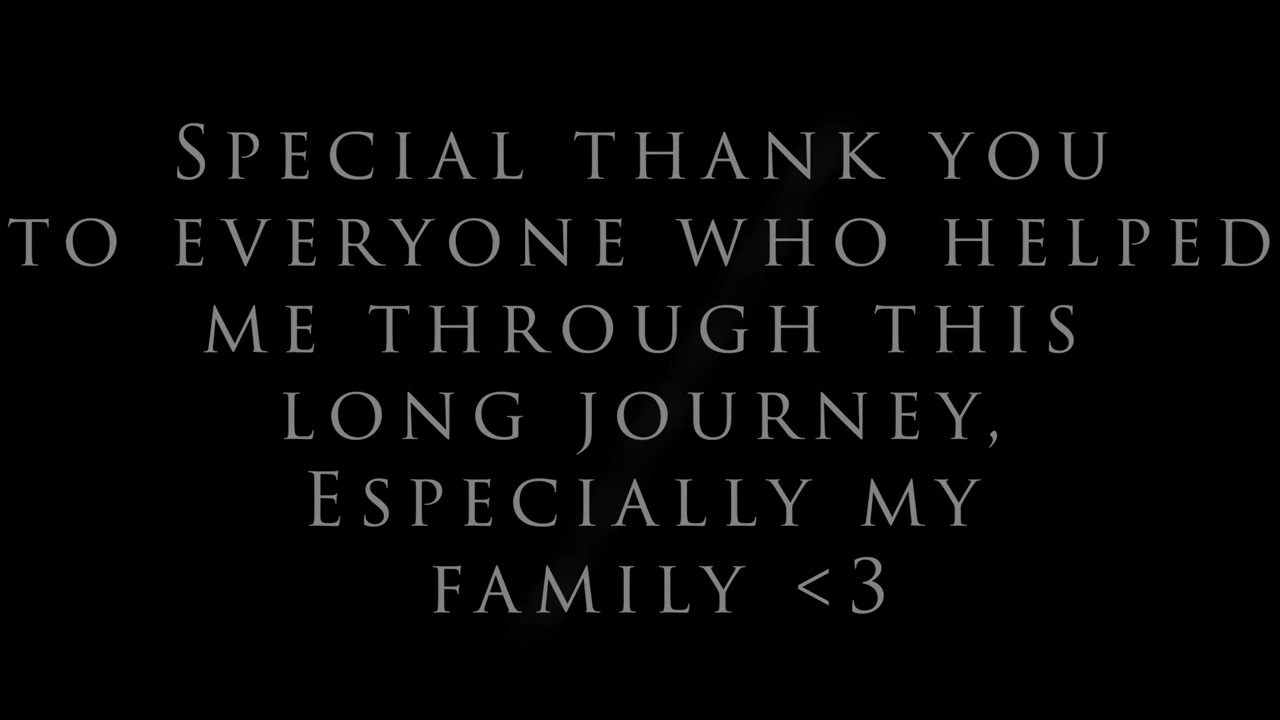 Special thank you
to everyone who helped
me through this
long journey,
Especially my
family <3